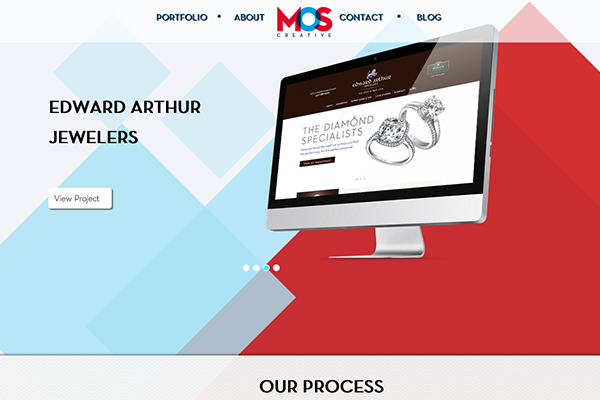 PORTFOLIO • ABOUT MOS CONTACT • BLOG
CREATIVE
EDWARD ARTHUR
JEWELERS
View Project
EDWARD ARTHUR
THE DIAMOND
SPECIALISTS
OUR PROCESS